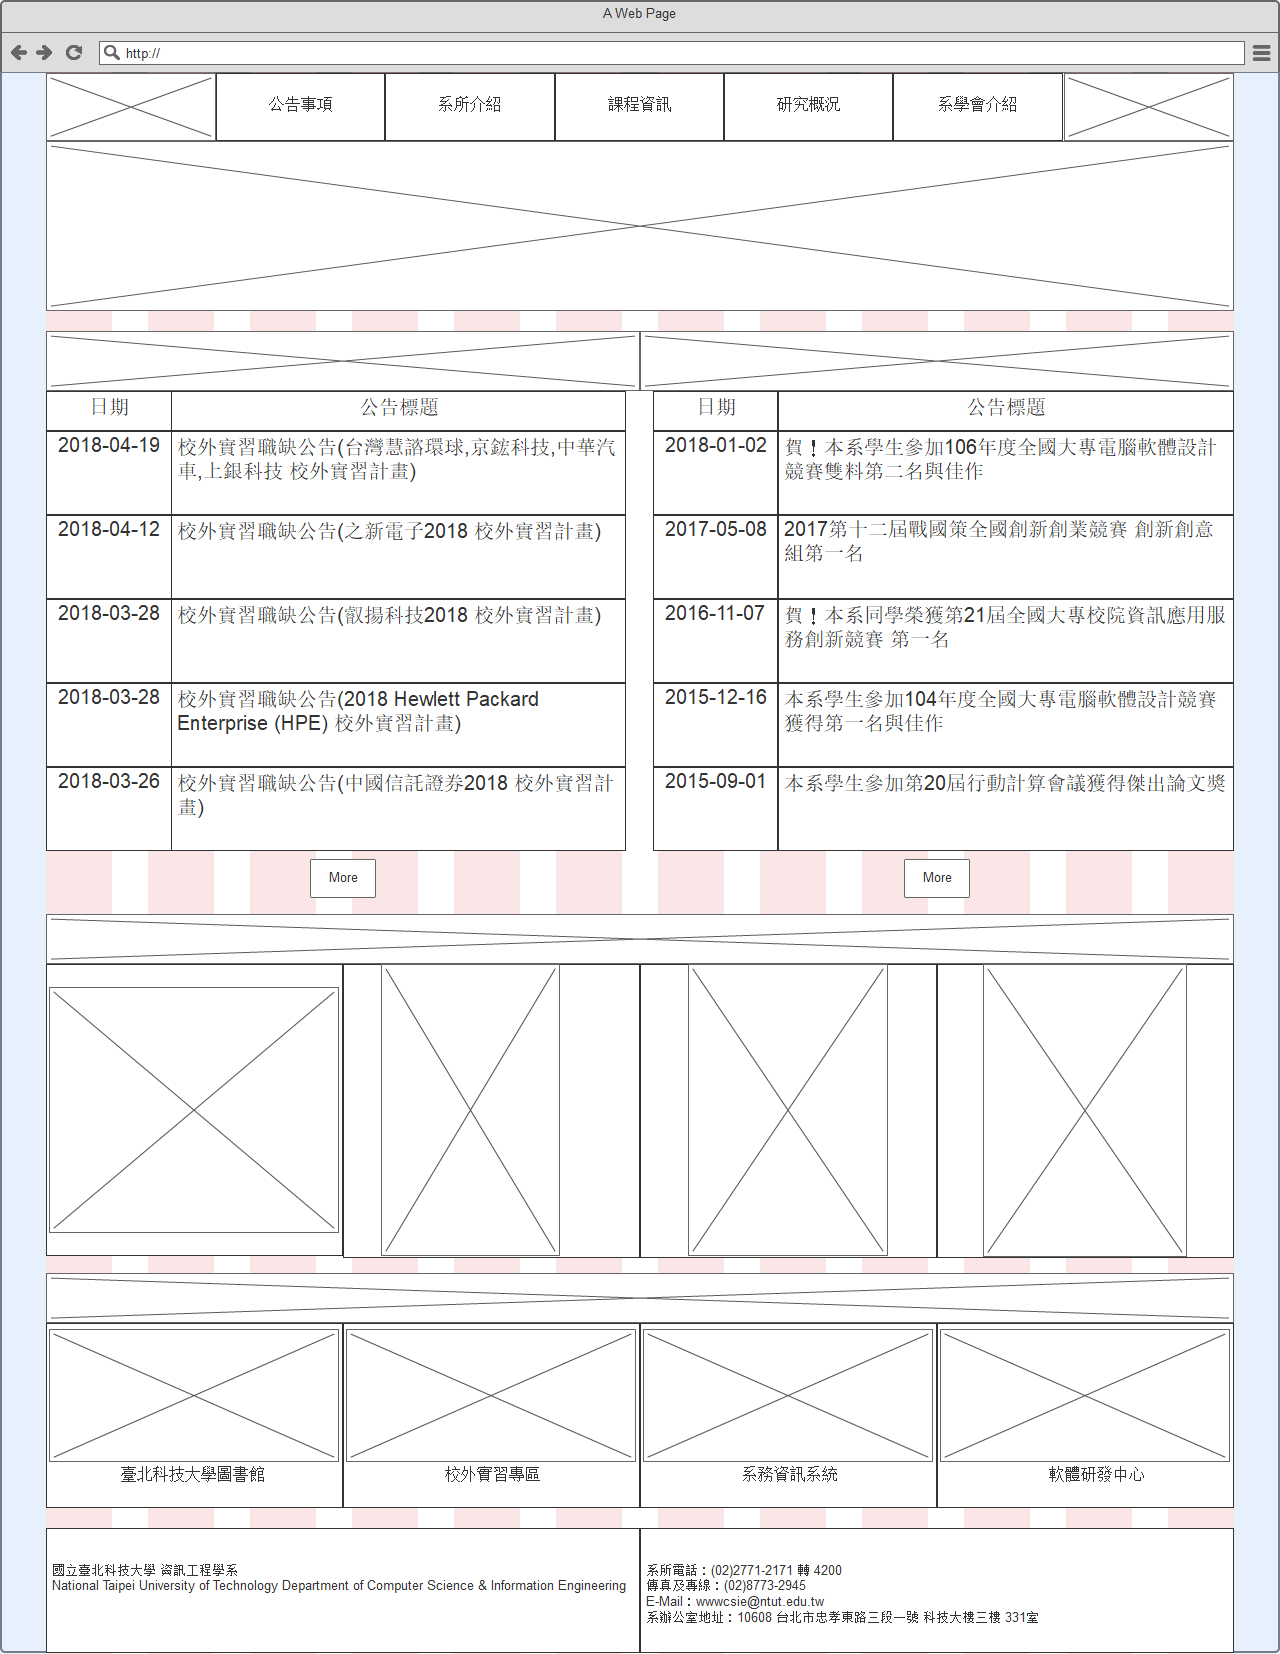 A Web Page
http://
公告事項
系所介紹
課程資訊
研究概況
系學會介紹
日期
公告標題
2018-04-19
校外實習職缺公告(台灣慧諮環球,京鋐科技,中華汽
車,上銀科技 校外實習計畫)
2018-04-12
校外實習職缺公告(之新電子2018 校外實習計畫)
2018-03-28
校外實習職缺公告(叡揚科技2018 校外實習計畫)
2018-03-28
校外實習職缺公告(2018 Hewlett Packard
Enterprise (HPE) 校外實習計畫)
2018-03-26
校外實習職缺公告(中國信託證券2018 校外實習計
畫)
More
日期
公告標題
2018-01-02
賀！本系學生參加106年度全國大專電腦軟體設計
競賽雙料第二名與佳作
2017-05-08
2017第十二屆戰國策全國創新創業競賽 創新創意
組第一名
2016-11-07
賀！本系同學榮獲第21屆全國大專校院資訊應用服
務創新競賽 第一名
2015-12-16
本系學生參加104年度全國大專電腦軟體設計競賽
獲得第一名與佳作
2015-09-01
本系學生參加第20屆行動計算會議獲得傑出論文獎
More
臺北科技大學圖書館
校外實習專區
系務資訊系統
軟體研發中心
國立臺北科技大學 資訊工程學系
National Taipei University of Technology Department of Computer Science & Information Engineering
系所電話：(02)2771-2171 轉 4200
傳真及專線：(02)8773-2945
E-Mail：wwwcsie@ntut.edu.tw
系辦公室地址：10608 台北市忠孝東路三段一號 科技大樓三樓 331室